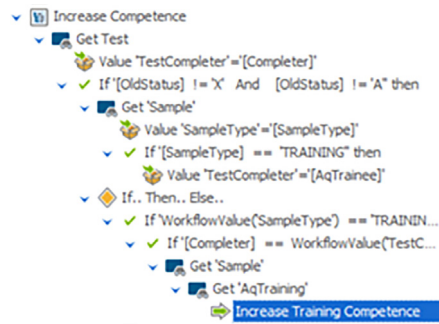 Increase Competence
Get Test
Value 'TestCompleter'='[Completer]'
If '[OldStatus] != "X" And [OldStatus] != "A"' then
Get 'Sample'
Value 'SampleType'='[SampleType]'
If '[SampleType] == "TRAINING"' then
Value 'TestCompleter'='[AqTrainee]'
If.. Then.. Else..
If 'WorkflowValue('SampleType') == "TRAININ...
If '[Completer] == WorkflowValue('TestC...
Get 'Sample'
Get 'AqTraining'
Increase Training Competence